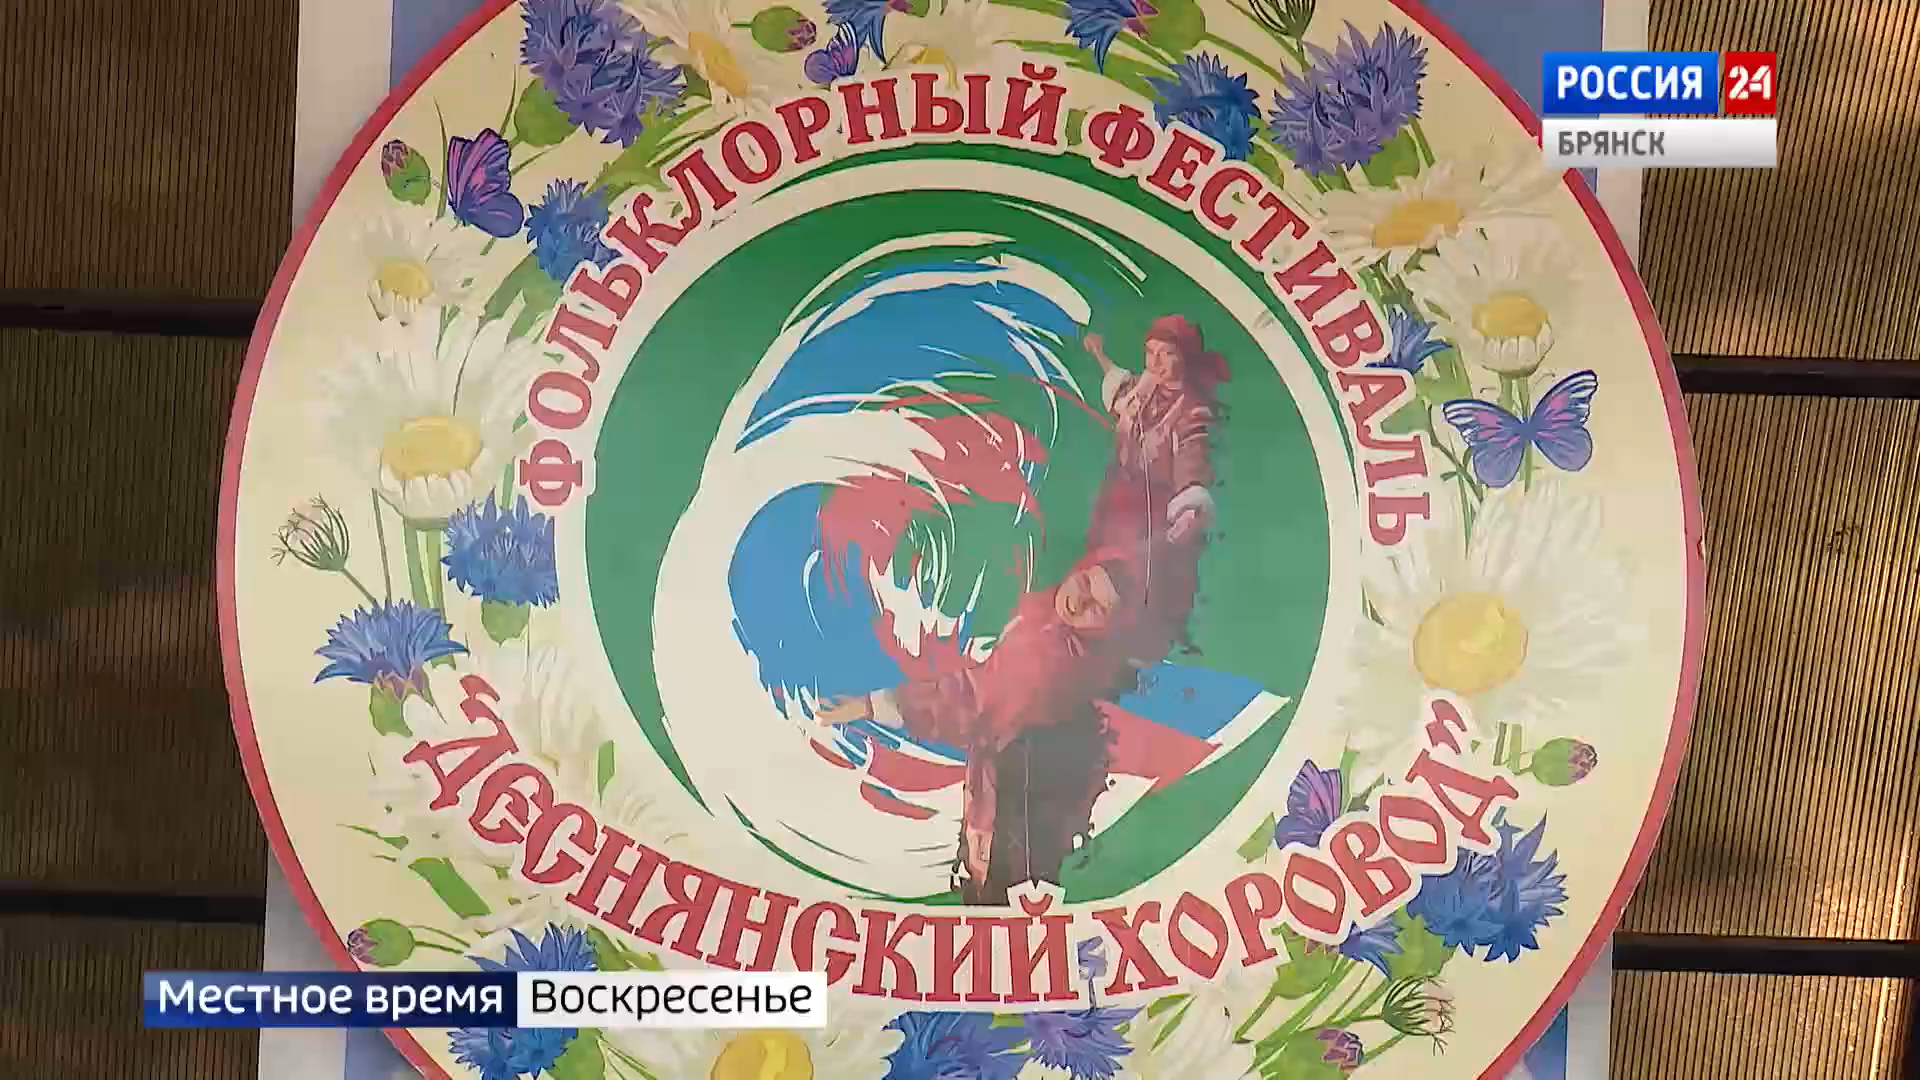 РОССИЯ 24
БРЯНСК
ФОЛЬКЛОРНЫЙ ФЕСТИВАЛЬ
"ДЕСНЯНСКИЙ ХОРОВОД"
Местное время Воскресенье